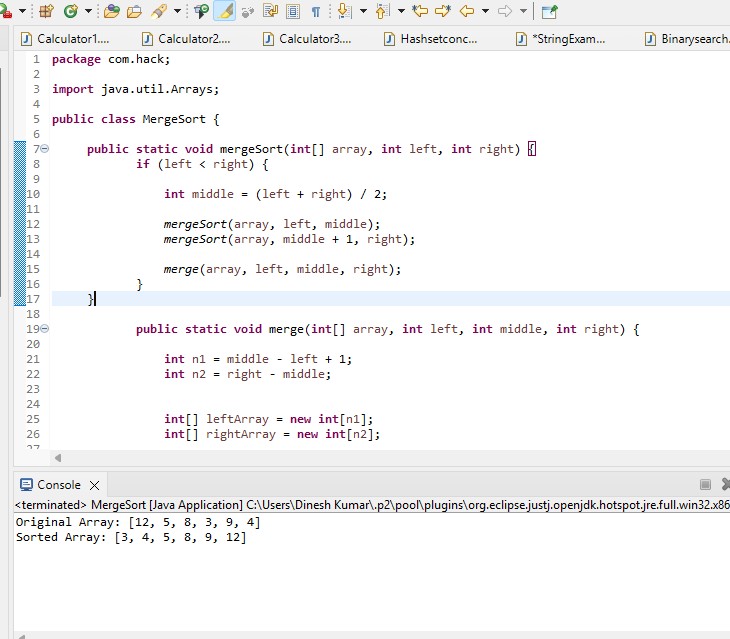 Calculator1.... Calculator2.... Calculator3.... Hashsetconc... *StringExam... Binarysearch.
1 package com.hack;
2
3 import java.util.Arrays;
4
5 public class MergeSort {
6
7 public static void mergeSort(int[] array, int left, int right) {
8 if (left < right) {
9
10 int middle = (left + right) / 2;
11
12 mergeSort(array, left, middle);
13 mergeSort(array, middle + 1, right);
14
15 merge(array, left, middle, right);
16 }
17 }
18
19 public static void merge(int[] array, int left, int middle, int right) {
20
21 int n1 = middle - left + 1;
22 int n2 = right - middle;
23
24
25 int[] leftArray = new int[n1];
26 int[] rightArray = new int[n2];
27
Console
<terminated> MergeSort [Java Application] C:\Users\Dinesh Kumar\.p2\pool\plugins\org.eclipse.justj.openjdk.hotspot.jre.full.win32.x86
Original Array: [12, 5, 8, 3, 9, 4]
Sorted Array: [3, 4, 5, 8, 9, 12]